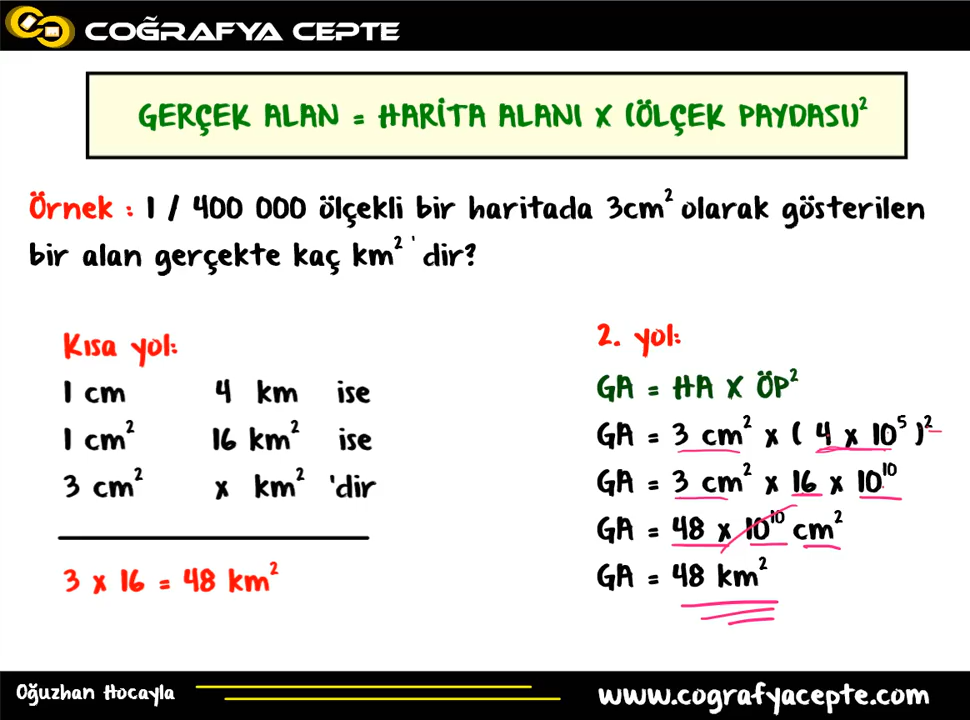 COĞRAFYA CEPTE
GERÇEK ALAN = HARİTA ALANI X (ÖLÇEK PAYDASI)²
Örnek : 1 / 400 000 ölçekli bir haritada 3cm² olarak gösterilen
bir alan gerçekte kaç km² 'dir?
Kısa yol:
1 cm 4 km ise
1 cm² 16 km² ise
3 cm² x km² 'dir
3 x 16 = 48 km²
2. yol:
GA = HA X ÖP²
GA = 3 cm² x ( 4 x 10⁵ )²
GA = 3 cm² x 16 x 10¹⁰
GA = 48 x 10¹⁰ cm²
GA = 48 km²
Oğuzhan Hocayla
www.cografyacepte.com